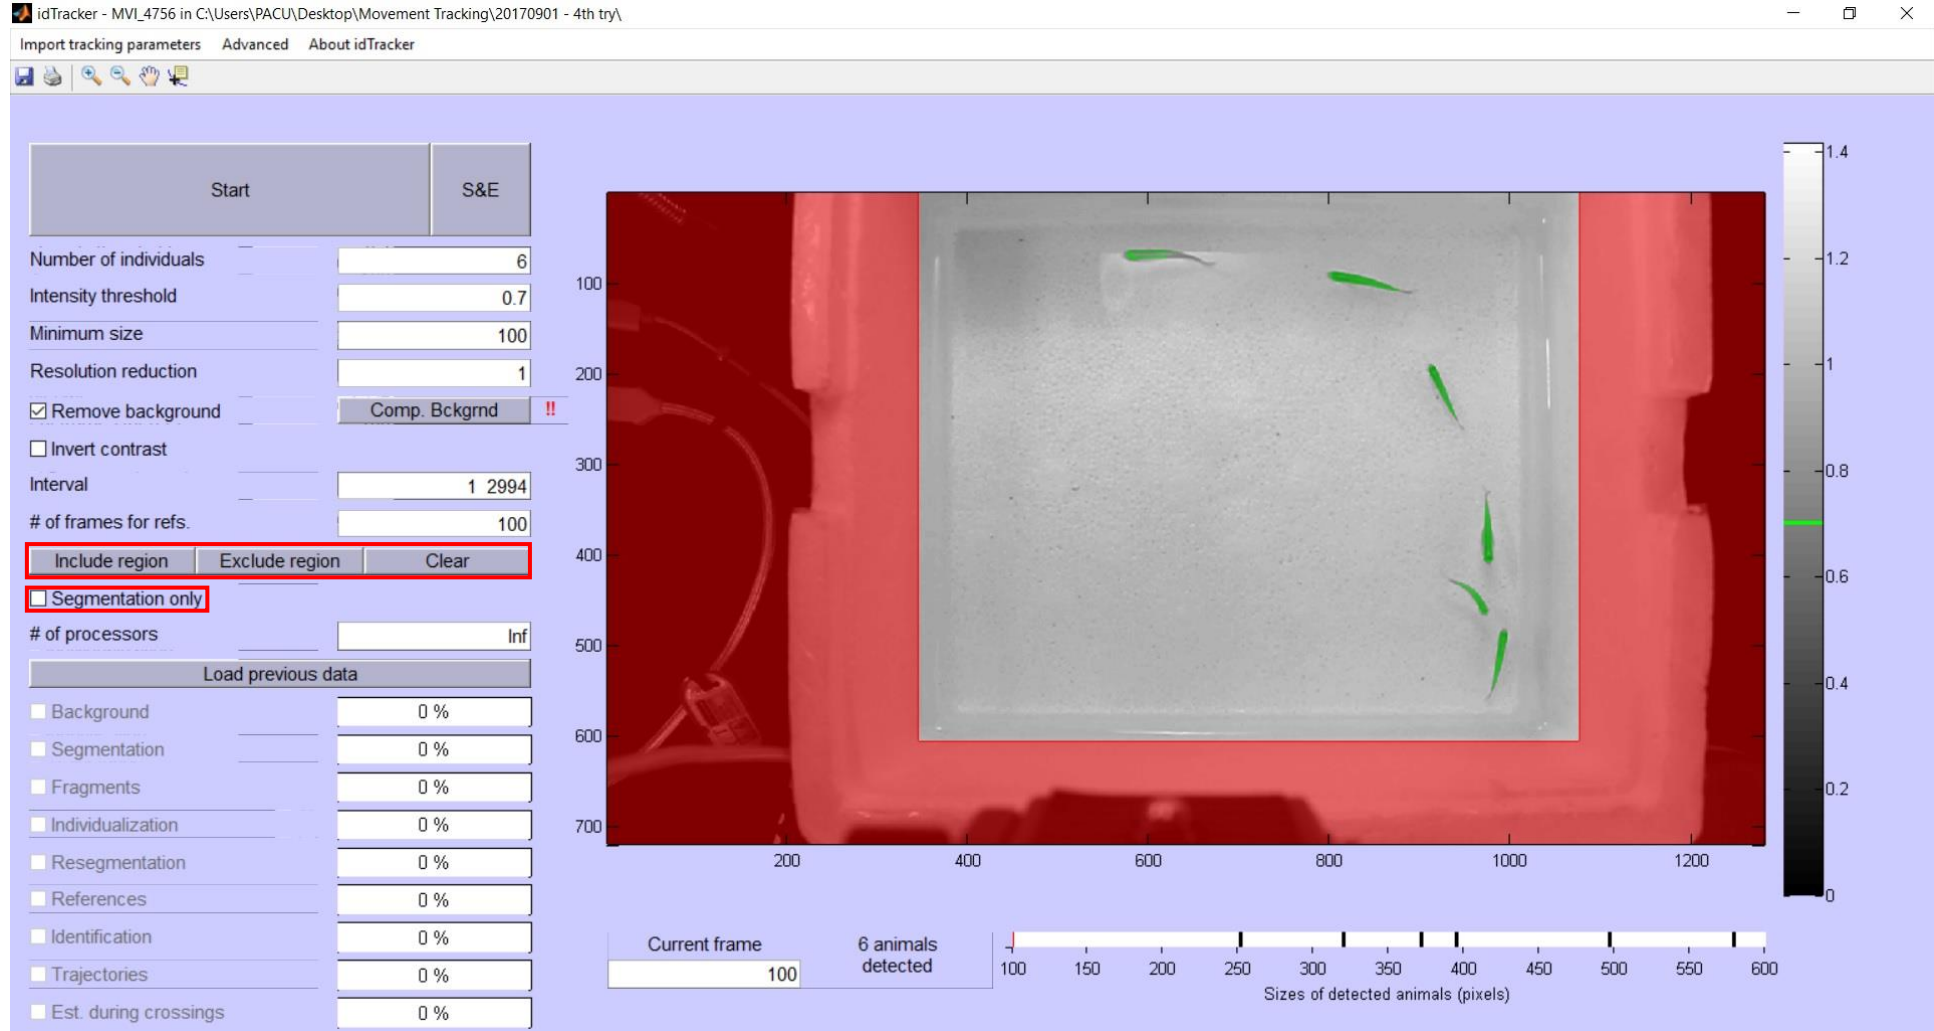 idTracker - MVI_4756 in C:\Users\PACU\Desktop\Movement Tracking\20170901 - 4th try\
Import tracking parameters Advanced About idTracker
Start S&E
Number of individuals 6
Intensity threshold 0.7
Minimum size 100
Resolution reduction 1
Remove background Comp. Bckgrnd !!
Invert contrast
Interval 1 2994
# of frames for refs. 100
Include region Exclude region Clear
Segmentation only
# of processors Inf
Load previous data
Background 0 %
Segmentation 0 %
Fragments 0 %
Individualization 0 %
Resegmentation 0 %
References 0 %
Identification 0 %
Trajectories 0 %
Est. during crossings 0 %
100
200
300
400
500
600
700
200 400 600 800 1000 1200
1.4
1.2
1
0.8
0.6
0.4
0.2
0
Current frame
100
6 animals
detected
100 150 200 250 300 350 400 450 500 550 600
Sizes of detected animals (pixels)